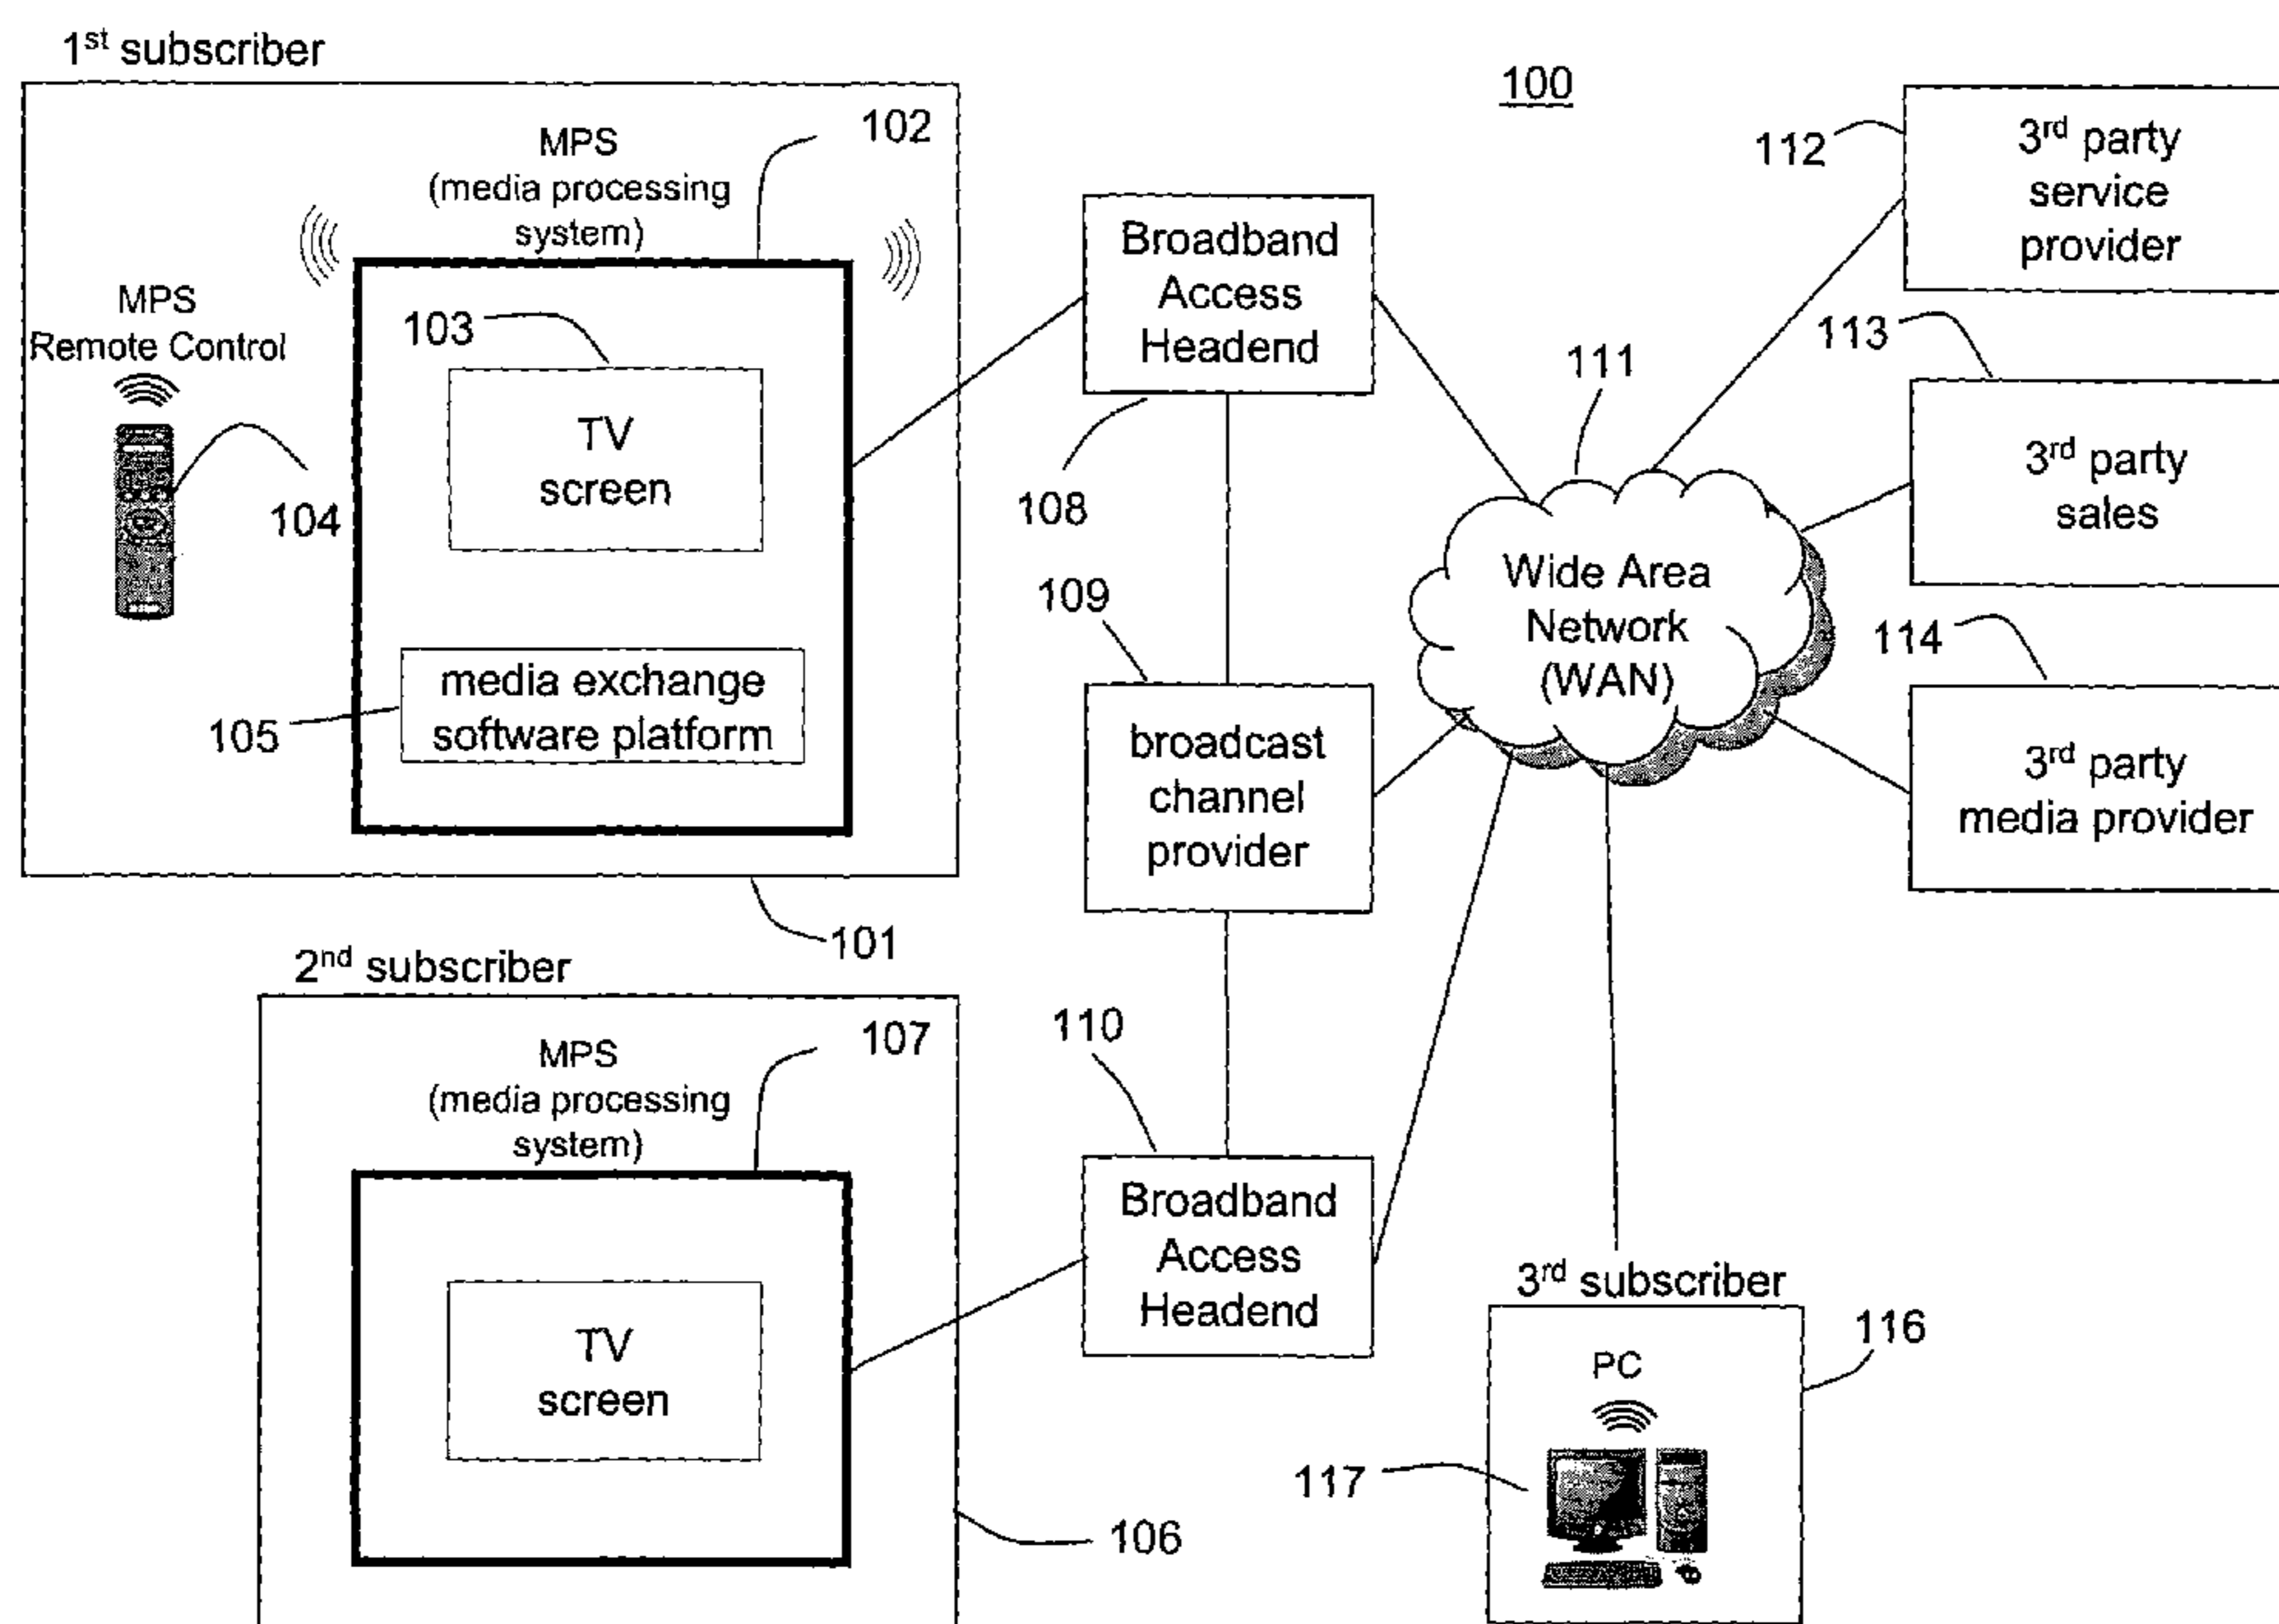 1st subscriber
100
102
MPS
(media processing
system)
MPS
Remote Control
103
TV
screen
104
media exchange
software platform
105
101
Broadband
Access
Headend
108
109
broadcast
channel
provider
111
Wide Area
Network
(WAN)
112
3rd party
service
provider
113
3rd party
sales
114
3rd party
media provider
2nd subscriber
107
MPS
(media processing
system)
TV
screen
106
110
Broadband
Access
Headend
3rd subscriber
116
PC
117